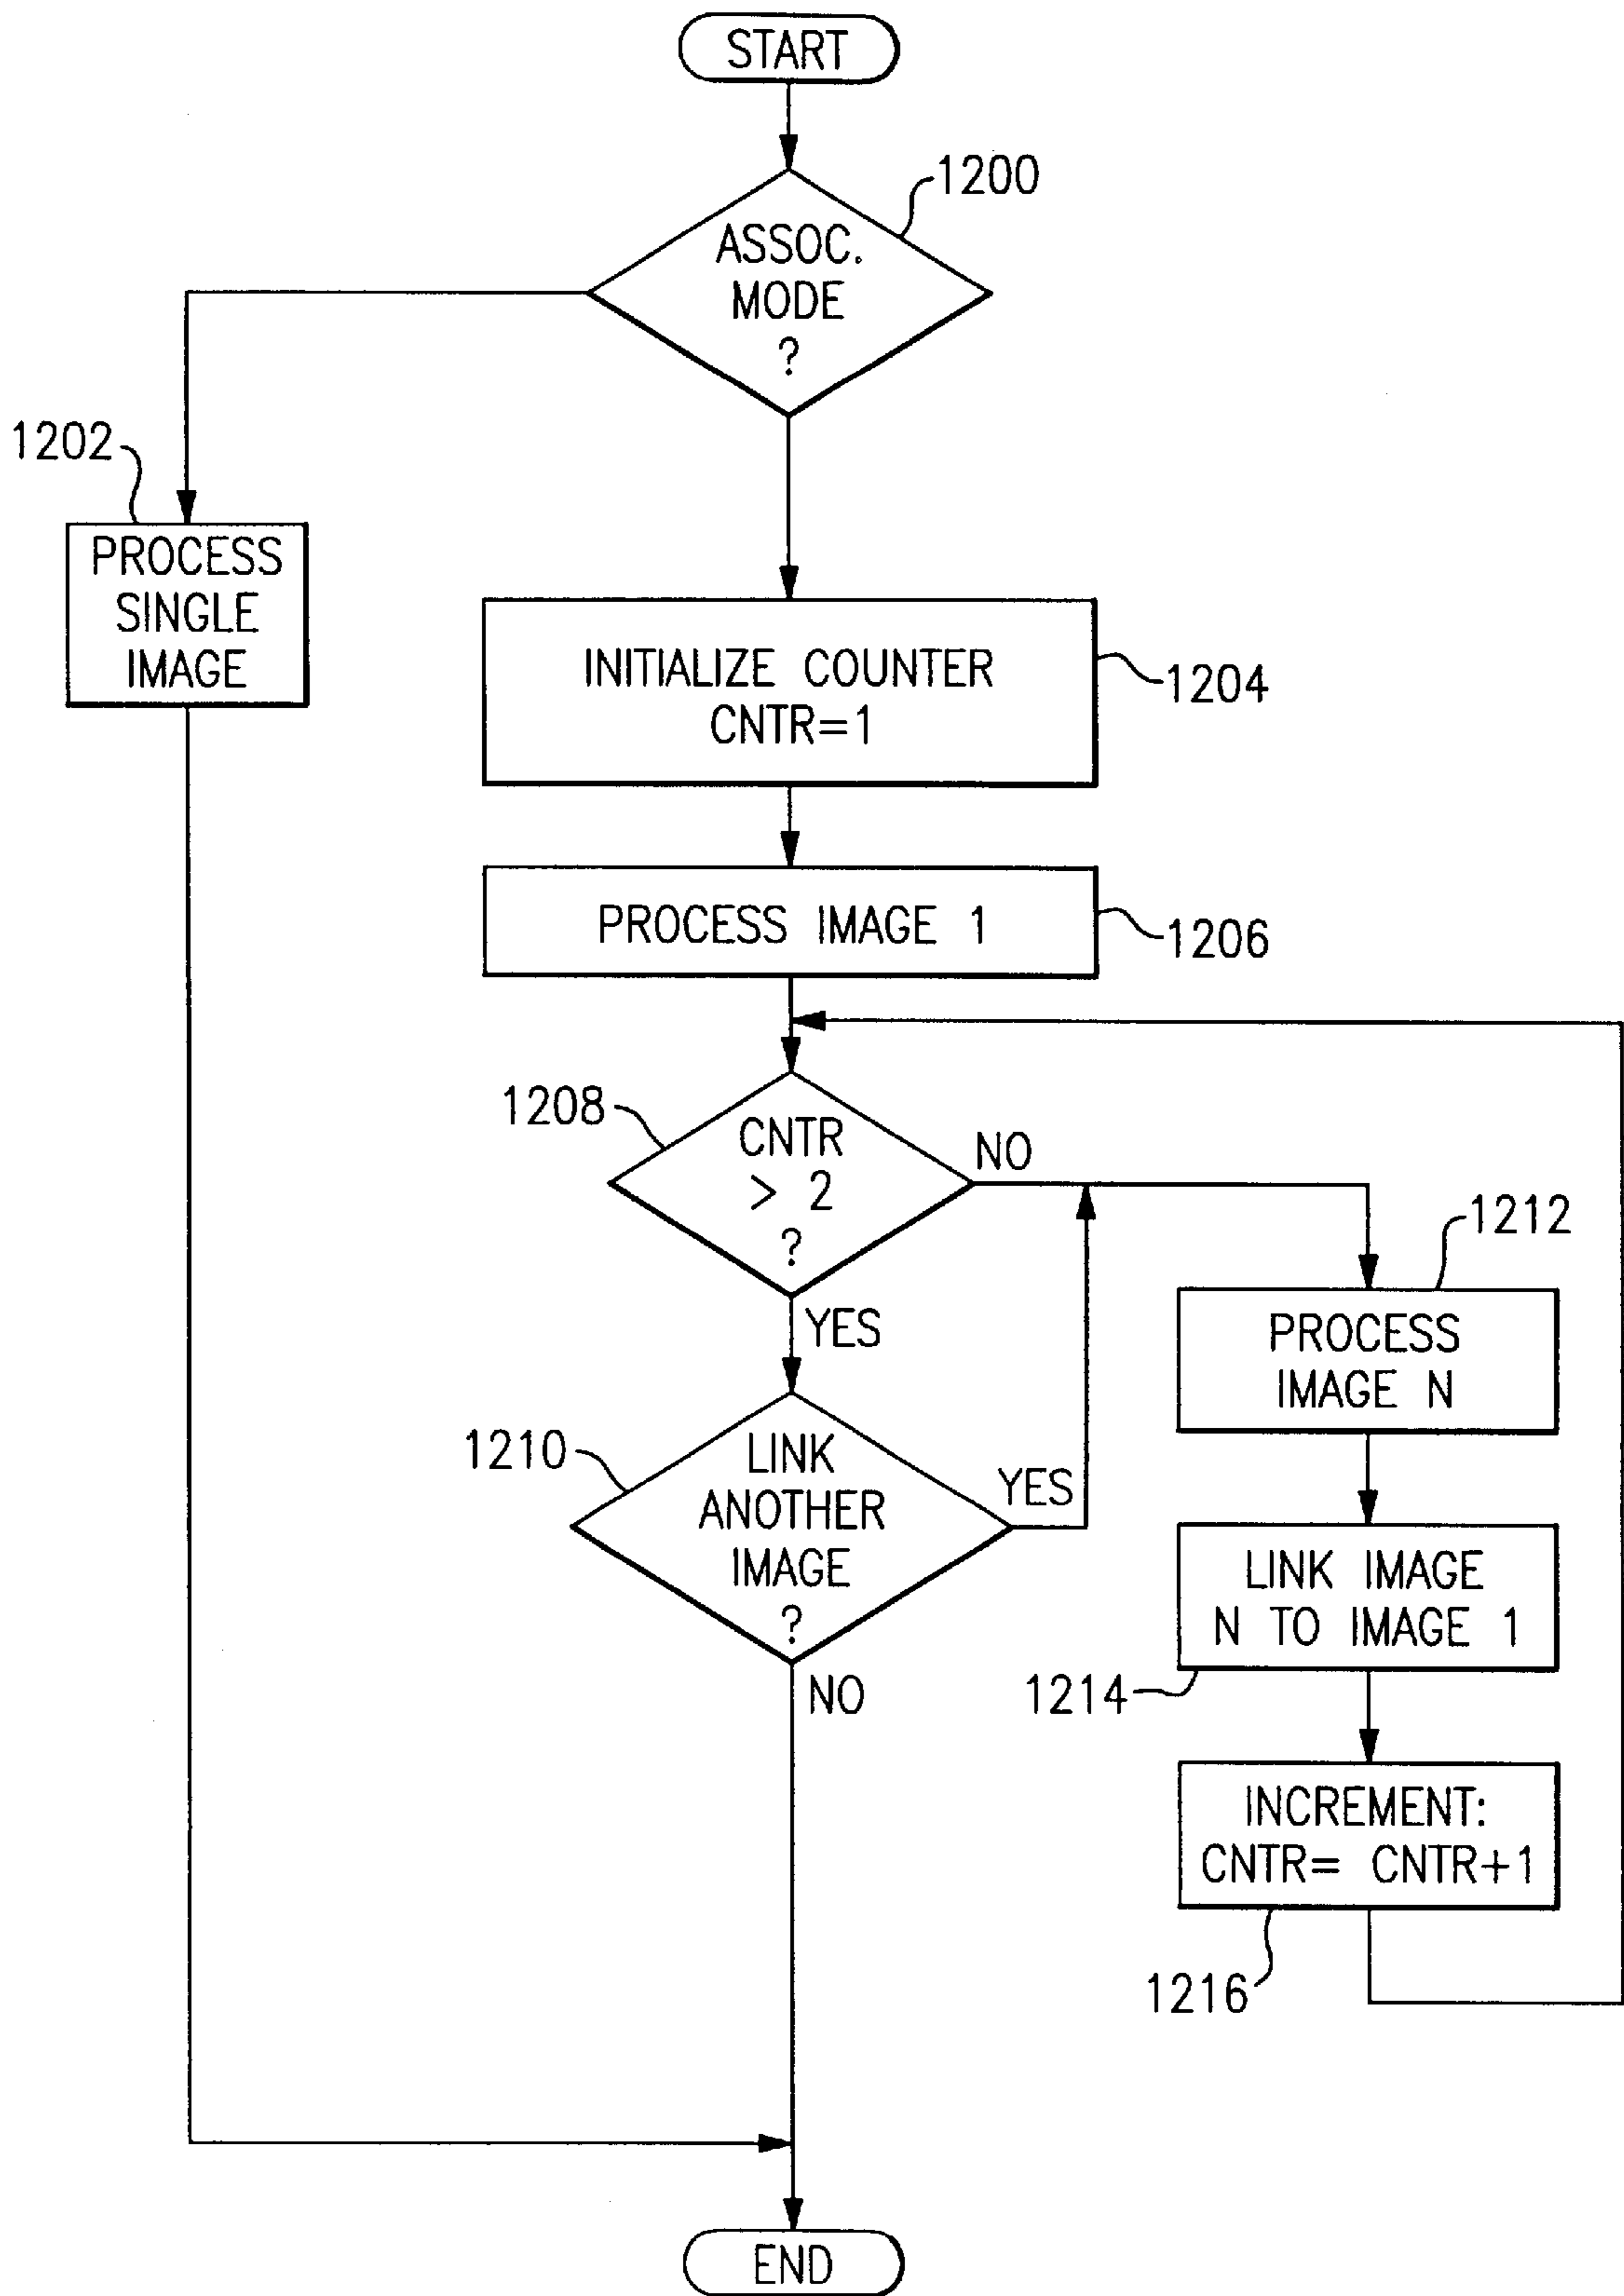 START
1200
ASSOC.
MODE
?
1202
PROCESS
SINGLE
IMAGE
INITIALIZE COUNTER
CNTR=1
1204
PROCESS IMAGE 1
1206
1208
CNTR
> 2
?
NO
YES
1210
LINK
ANOTHER
IMAGE
?
YES
NO
1212
PROCESS
IMAGE N
LINK IMAGE
N TO IMAGE 1
1214
INCREMENT:
CNTR= CNTR+1
1216
END